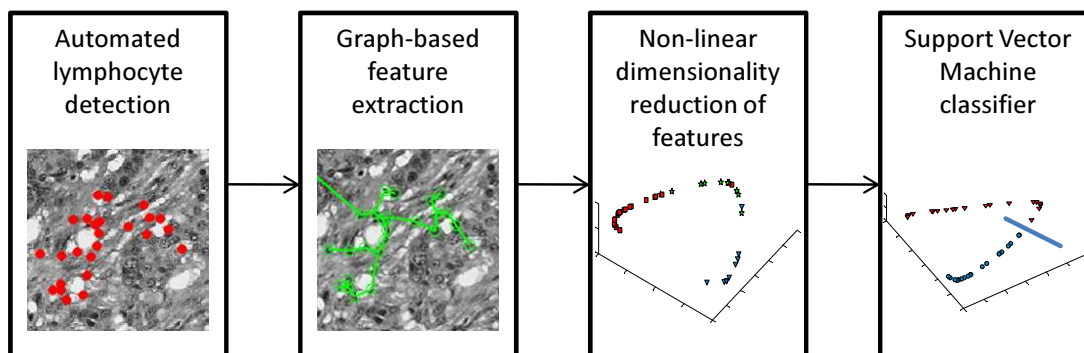 Automated
lymphocyte
detection
Graph-based
feature
extraction
Non-linear
dimensionality
reduction of
features
Support Vector
Machine
classifier